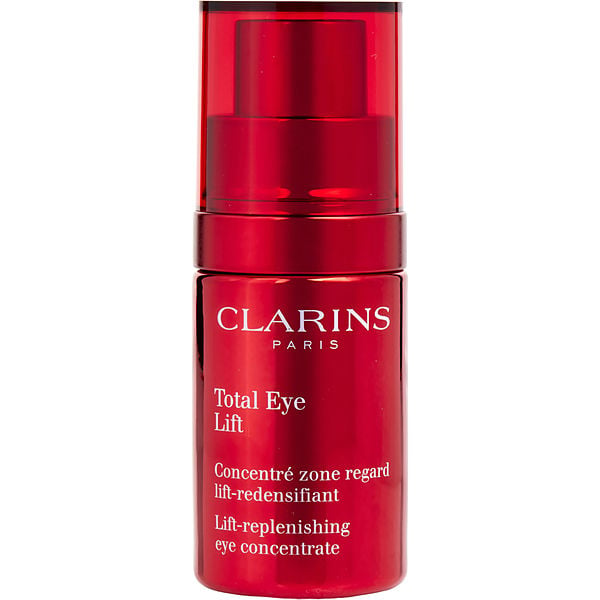 CLARINS
PARIS
Total Eye
Lift
Concentré zone regard
lift-redensifiant
Lift-replenishing
eye concentrate